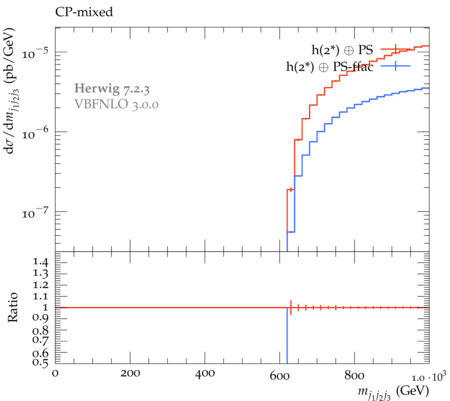 CP-mixed
h(2*) ⊕ PS
h(2*) ⊕ PS-ffac
Herwig 7.2.3
VBFNLO 3.0.0
dσ/dm_{j1j2j3} (pb/GeV)
10^{-5}
10^{-6}
10^{-7}
Ratio
1.4
1.3
1.2
1.1
1
0.9
0.8
0.7
0.6
0.5
0 200 400 600 800 1.0 · 10^3
m_{j1j2j3} (GeV)